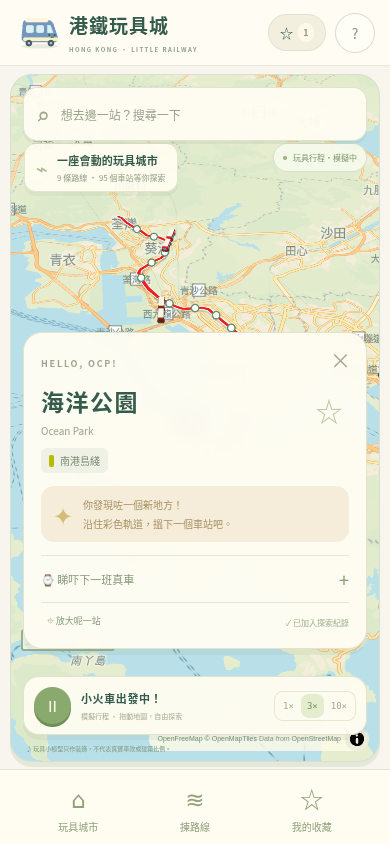 港鐵玩具城
HONG KONG · LITTLE RAILWAY
☆ 1
?
想去邊一站？搜尋一下
一座會動的玩具城市
9 條路線 · 95 個車站等你探索
玩具行程 · 模擬中
沙田
田心
青衣
青沙公路
HELLO, OCP!
海洋公園
Ocean Park
南港島綫
你發現咗一個新地方！
沿住彩色軌道，搵下一個車站吧。
睇吓下一班真車
+
放大呢一站
✓ 已加入探索紀錄
南丫島
小火車出發中！
模擬行程 · 拖動地圖，自由探索
1×
3×
10×
OpenFreeMap © OpenMapTiles Data from OpenStreetMap
玩具城市
揀路線
我的收藏